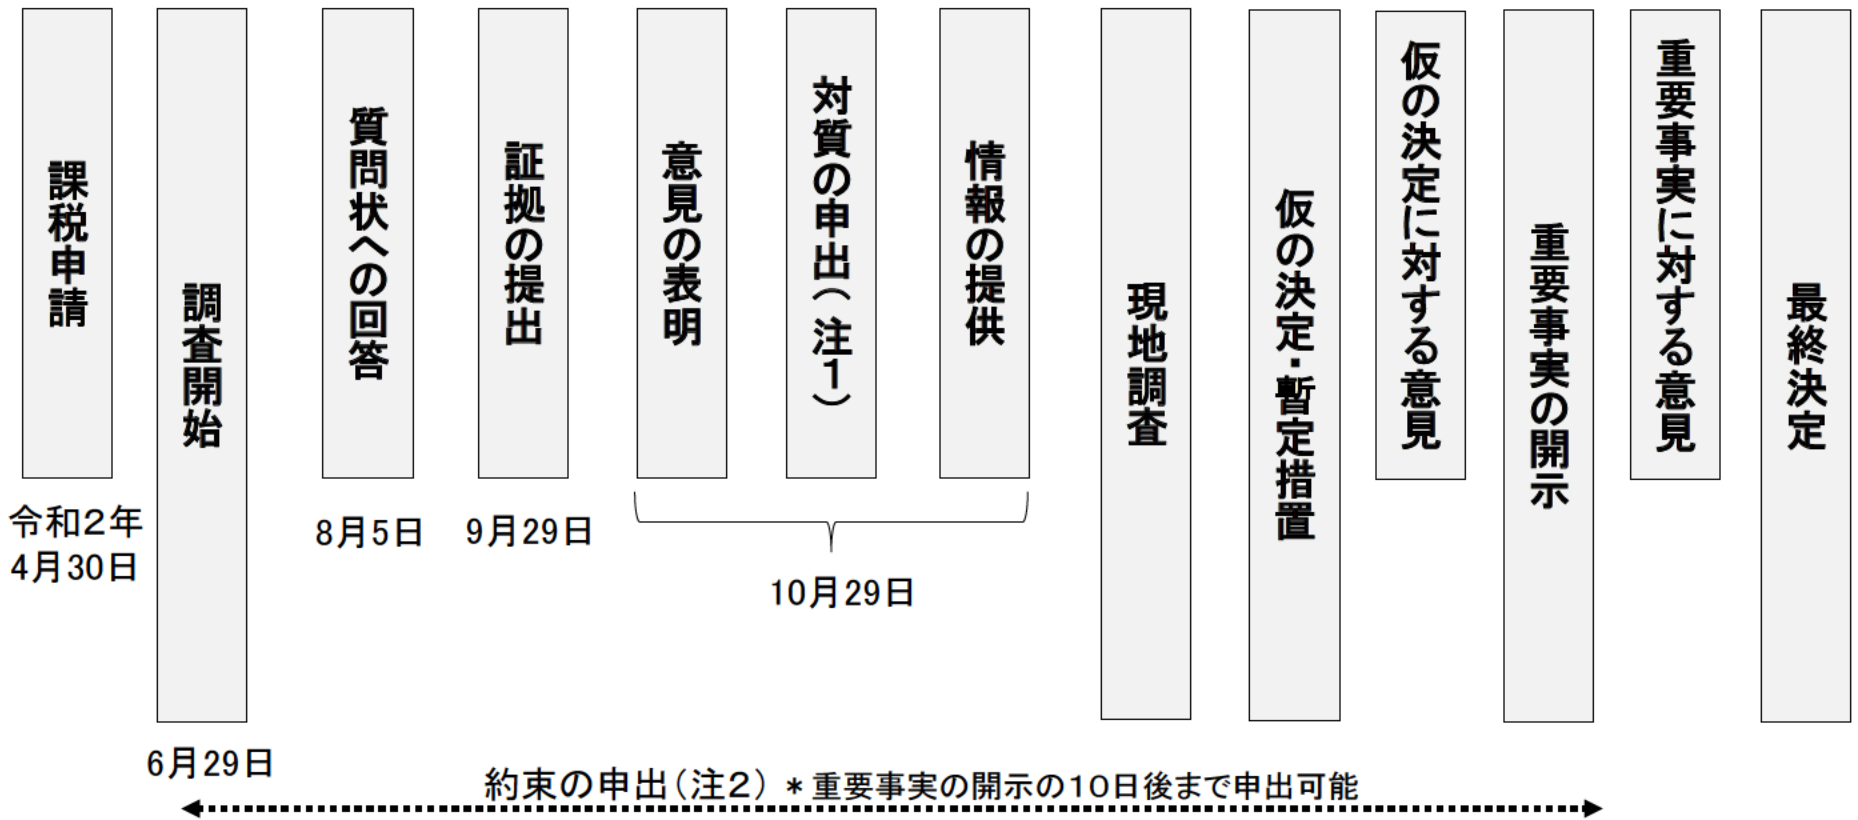 課税申請
調査開始
質問状への回答
証拠の提出
意見の表明
対質の申出（注１）
情報の提供
現地調査
仮の決定・暫定措置
仮の決定に対する意見
重要事実の開示
重要事実に対する意見
最終決定
令和２年
4月30日
6月29日
8月5日
9月29日
10月29日
約束の申出（注２）＊重要事実の開示の１０日後まで申出可能